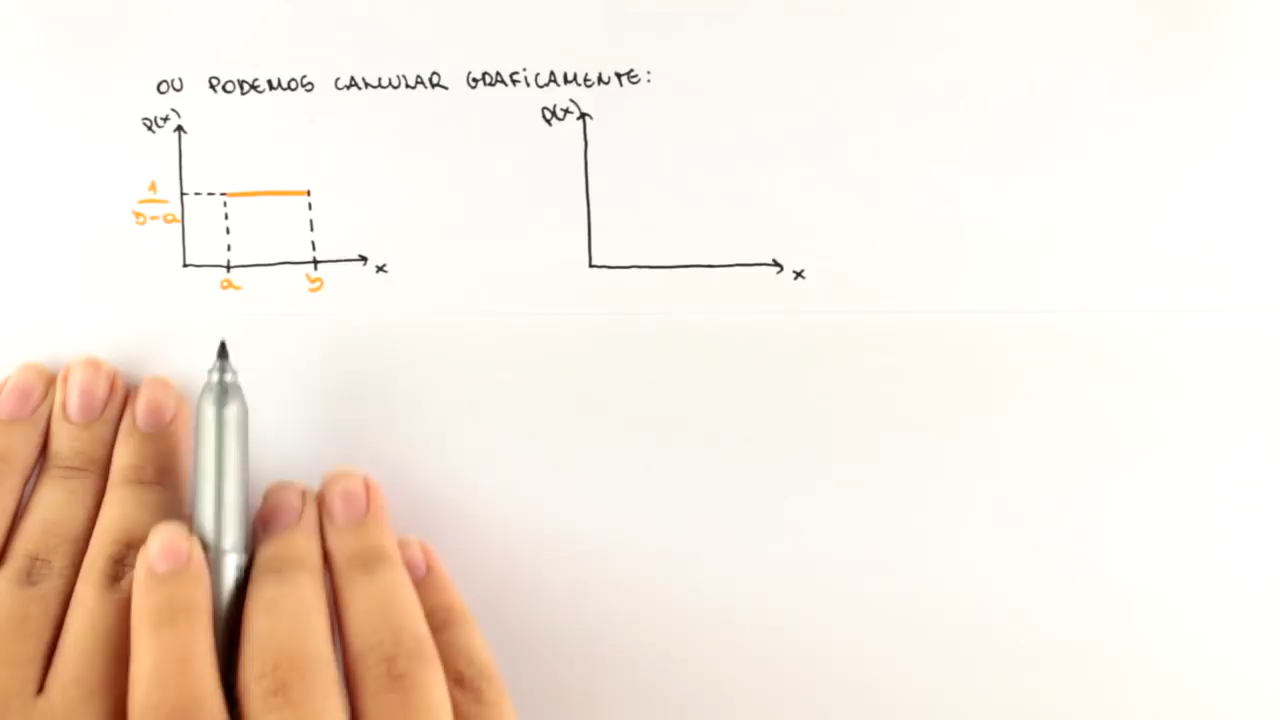 OU PODEMOS CALCULAR GRAFICAMENTE:
P(x)
1
b-a
a b
x
P(x)
x